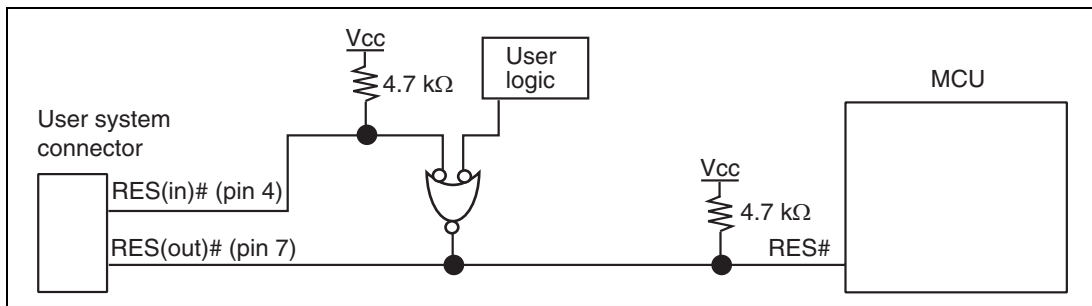 Vcc
4.7 kΩ
User
logic
MCU
User system
connector
RES(in)# (pin 4)
Vcc
4.7 kΩ
RES(out)# (pin 7)
RES#